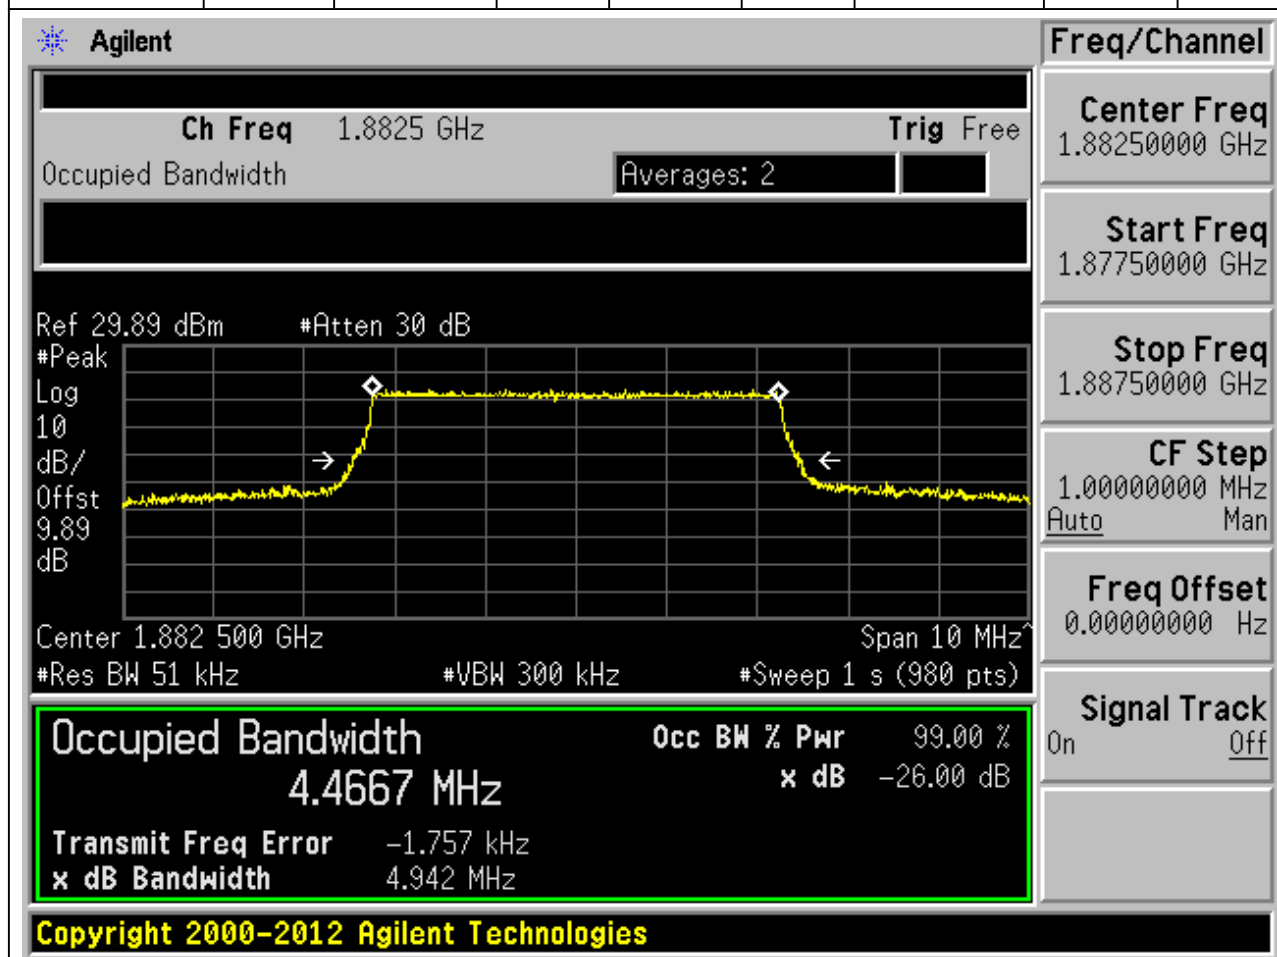 Agilent
Freq/Channel
Ch Freq 1.8825 GHz Trig Free
Occupied Bandwidth Averages: 2
Center Freq
1.88250000 GHz
Start Freq
1.87750000 GHz
Stop Freq
1.88750000 GHz
CF Step
1.00000000 MHz
Auto Man
Freq Offset
0.00000000 Hz
Signal Track
On Off
Ref 29.89 dBm #Atten 30 dB
#Peak
Log
10
dB/
Offst
9.89
dB
Center 1.882 500 GHz Span 10 MHz^
#Res BW 51 kHz #VBW 300 kHz #Sweep 1 s (980 pts)
Occupied Bandwidth Occ BW % Pwr 99.00 %
4.4667 MHz x dB -26.00 dB
Transmit Freq Error -1.757 kHz
x dB Bandwidth 4.942 MHz
Copyright 2000-2012 Agilent Technologies